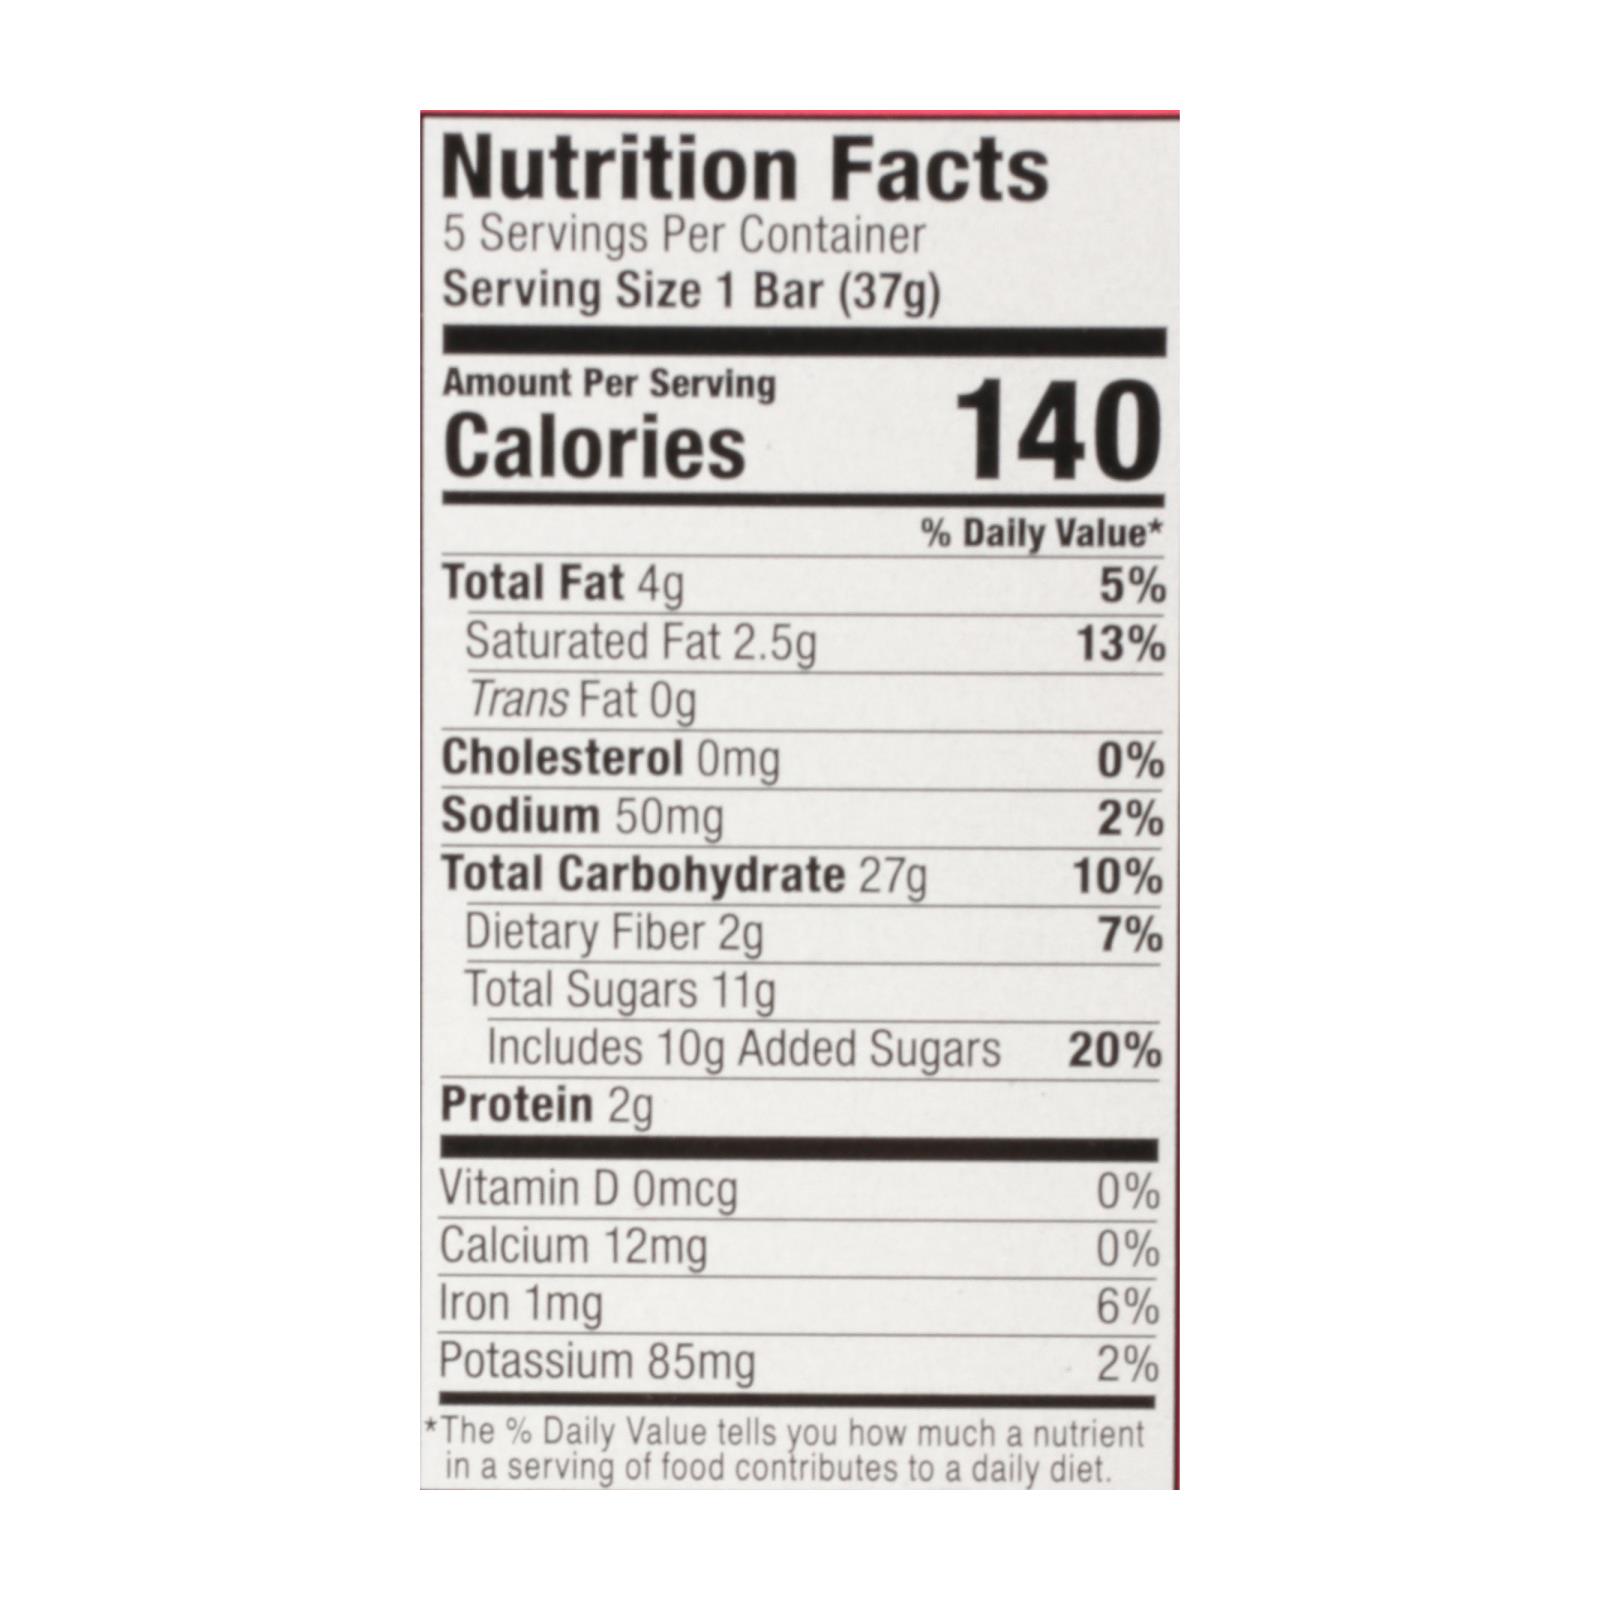 Nutrition Facts
5 Servings Per Container
Serving Size 1 Bar (37g)
Amount Per Serving
Calories 140
% Daily Value*
Total Fat 4g 5%
Saturated Fat 2.5g 13%
Trans Fat 0g
Cholesterol 0mg 0%
Sodium 50mg 2%
Total Carbohydrate 27g 10%
Dietary Fiber 2g 7%
Total Sugars 11g
Includes 10g Added Sugars 20%
Protein 2g
Vitamin D 0mcg 0%
Calcium 12mg 0%
Iron 1mg 6%
Potassium 85mg 2%
*The % Daily Value tells you how much a nutrient
in a serving of food contributes to a daily diet.